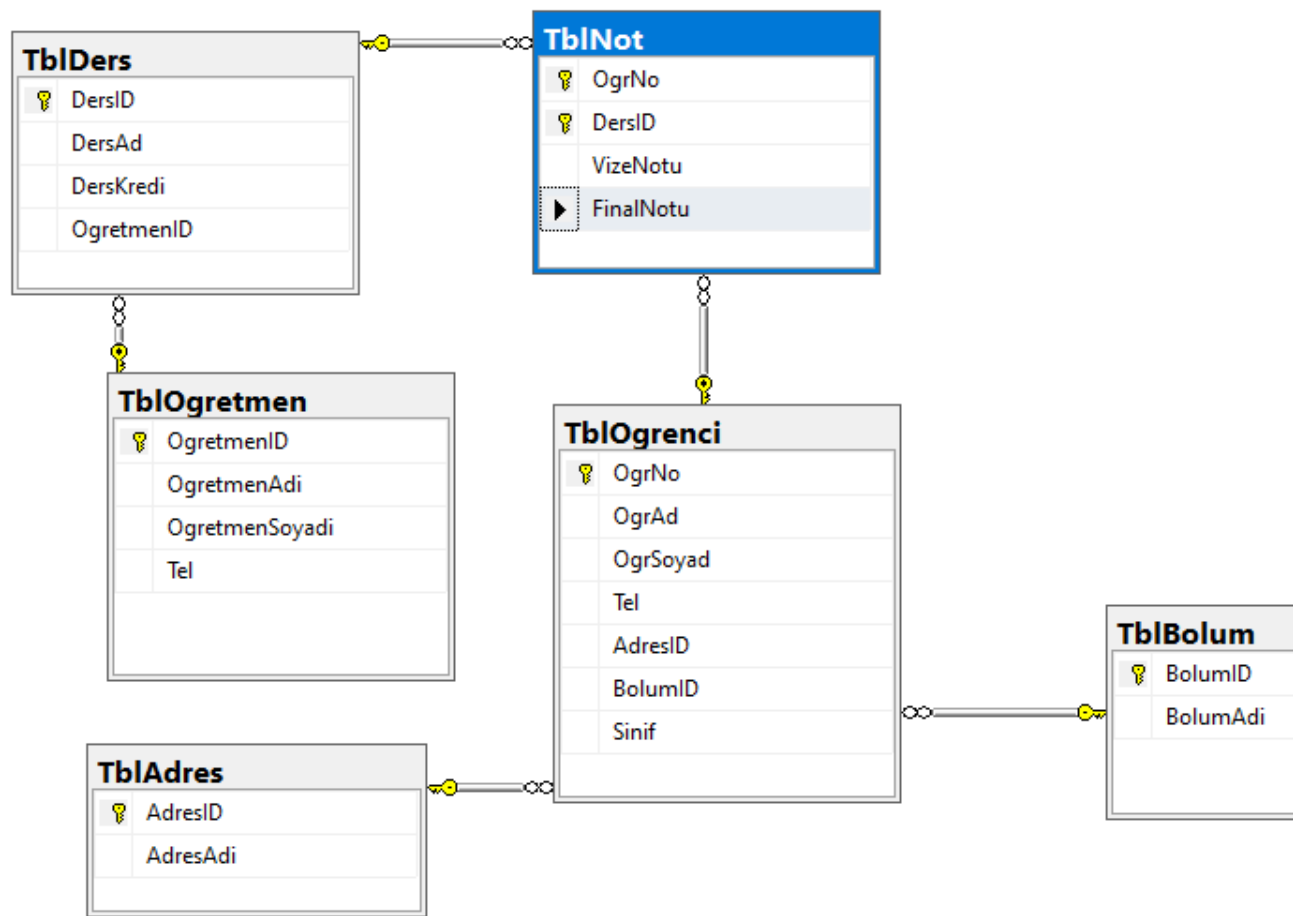 TblDers
DersID
DersAd
DersKredi
OgretmenID
TblNot
OgrNo
DersID
VizeNotu
FinalNotu
TblOgretmen
OgretmenID
OgretmenAdi
OgretmenSoyadi
Tel
TblOgrenci
OgrNo
OgrAd
OgrSoyad
Tel
AdresID
BolumID
Sinif
TblBolum
BolumID
BolumAdi
TblAdres
AdresID
AdresAdi